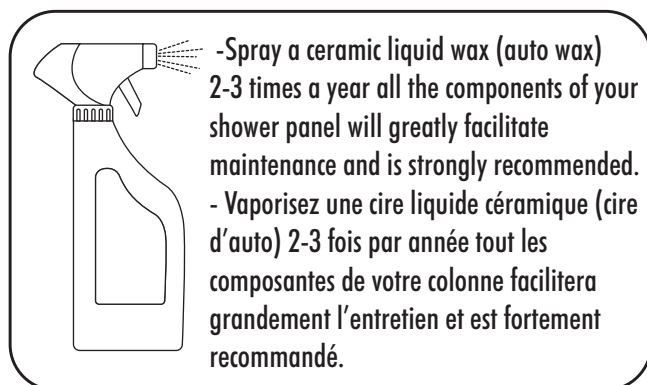 -Spray a ceramic liquid wax (auto wax)
2-3 times a year all the components of your
shower panel will greatly facilitate
maintenance and is strongly recommended.
- Vaporisez une cire liquide céramique (cire
d’auto) 2-3 fois par année tout les
composantes de votre colonne facilitera
grandement l’entretien et est fortement
recommandé.